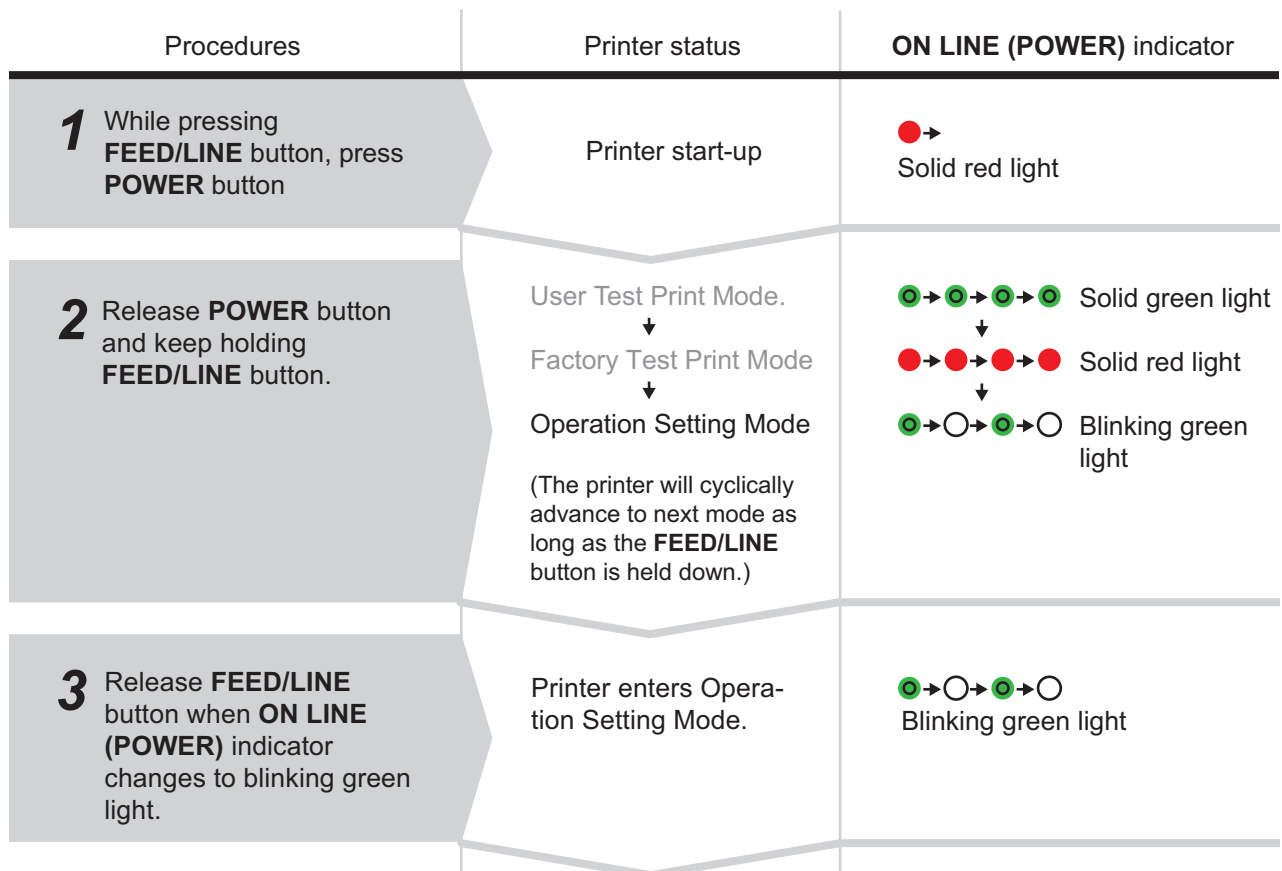 Procedures
Printer status
ON LINE (POWER) indicator
1
While pressing
FEED/LINE button, press
POWER button
Printer start-up
Solid red light
2
Release POWER button
and keep holding
FEED/LINE button.
User Test Print Mode.
Factory Test Print Mode
Operation Setting Mode
(The printer will cyclically
advance to next mode as
long as the FEED/LINE
button is held down.)
Solid green light
Solid red light
Blinking green
light
3
Release FEED/LINE
button when ON LINE
(POWER) indicator
changes to blinking green
light.
Printer enters Opera-
tion Setting Mode.
Blinking green light